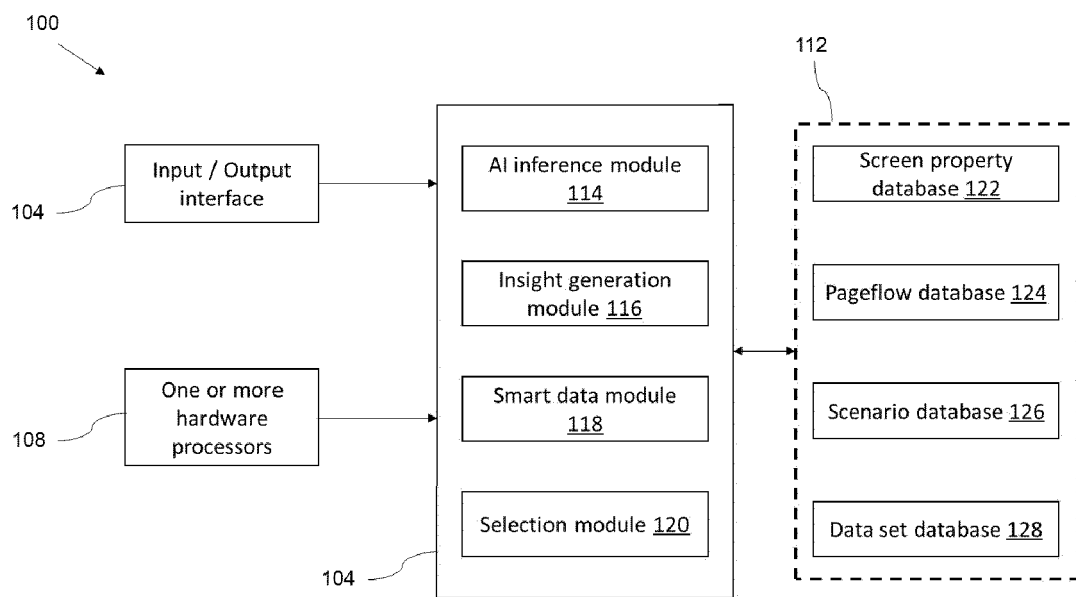 100
112
Input / Output
interface
104
One or more
hardware
processors
108
AI inference module
114
Insight generation
module 116
Smart data module
118
Selection module 120
104
Screen property
database 122
Pageflow database 124
Scenario database 126
Data set database 128